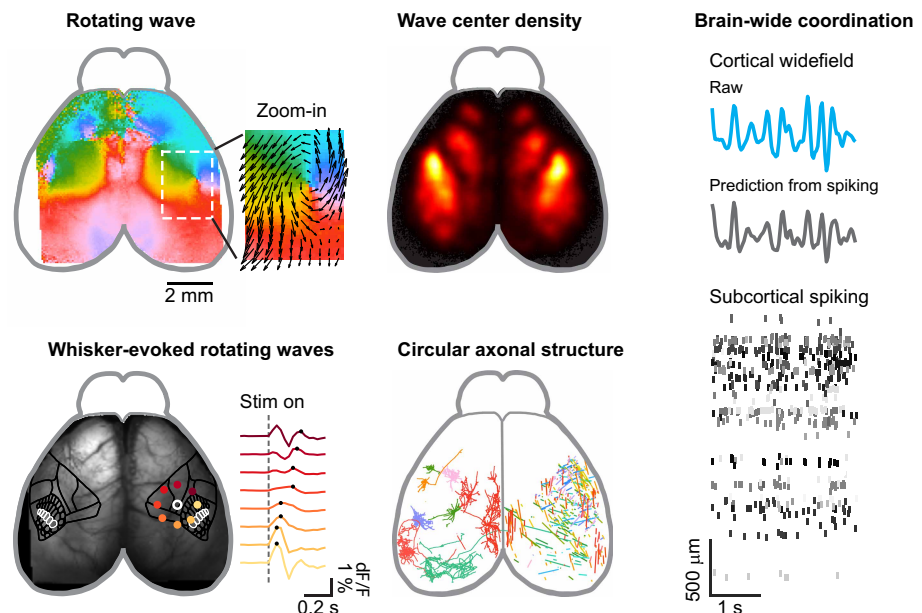 Rotating wave
Zoom-in
2 mm
Wave center density
Brain-wide coordination
Cortical widefield
Raw
Prediction from spiking
Subcortical spiking
500 μm
1 s
Whisker-evoked rotating waves
Stim on
dF/F
1 %
0.2 s
Circular axonal structure